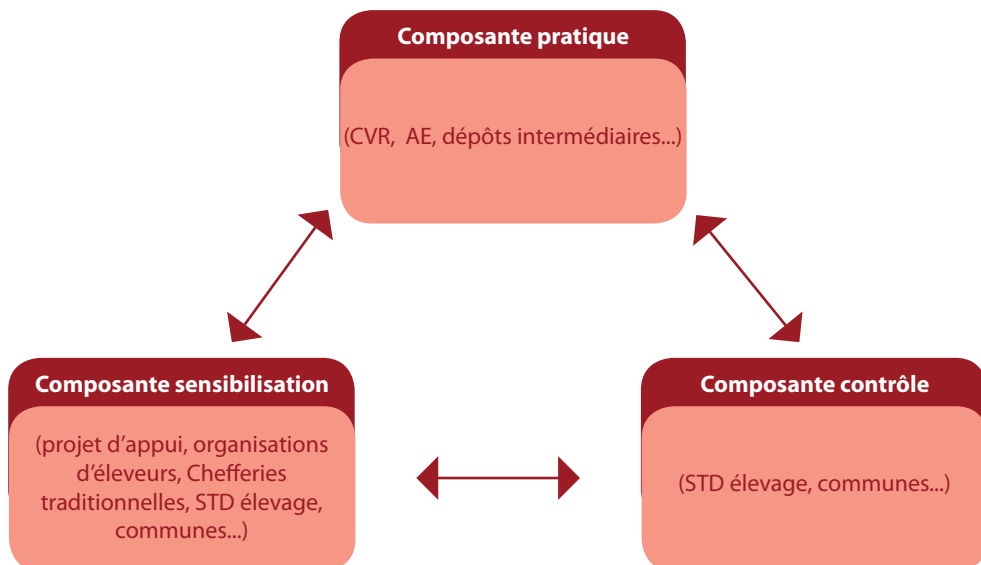 Composante pratique
(CVR, AE, dépôts intermédiaires...)
Composante sensibilisation
(projet d'appui, organisations
d'éleveurs, Chefferies
traditionnelles, STD élevage,
communes...)
Composante contrôle
(STD élevage, communes...)